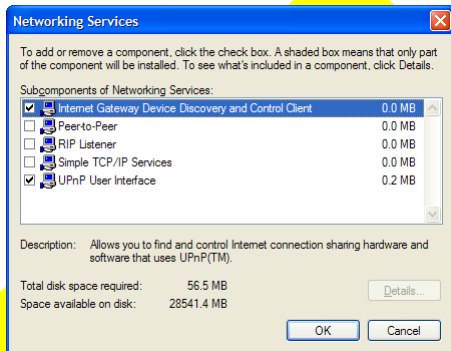 Networking Services
To add or remove a component, click the check box. A shaded box means that only part
of the component will be installed. To see what's included in a component, click Details.
Subcomponents of Networking Services:
Internet Gateway Device Discovery and Control Client 0.0 MB
Peer-to-Peer 0.0 MB
RIP Listener 0.0 MB
Simple TCP/IP Services 0.0 MB
UPnP User Interface 0.2 MB
Description: Allows you to find and control Internet connection sharing hardware and
software that uses UPnP(TM).
Total disk space required: 56.5 MB
Details...
Space available on disk: 28541.4 MB
OK Cancel